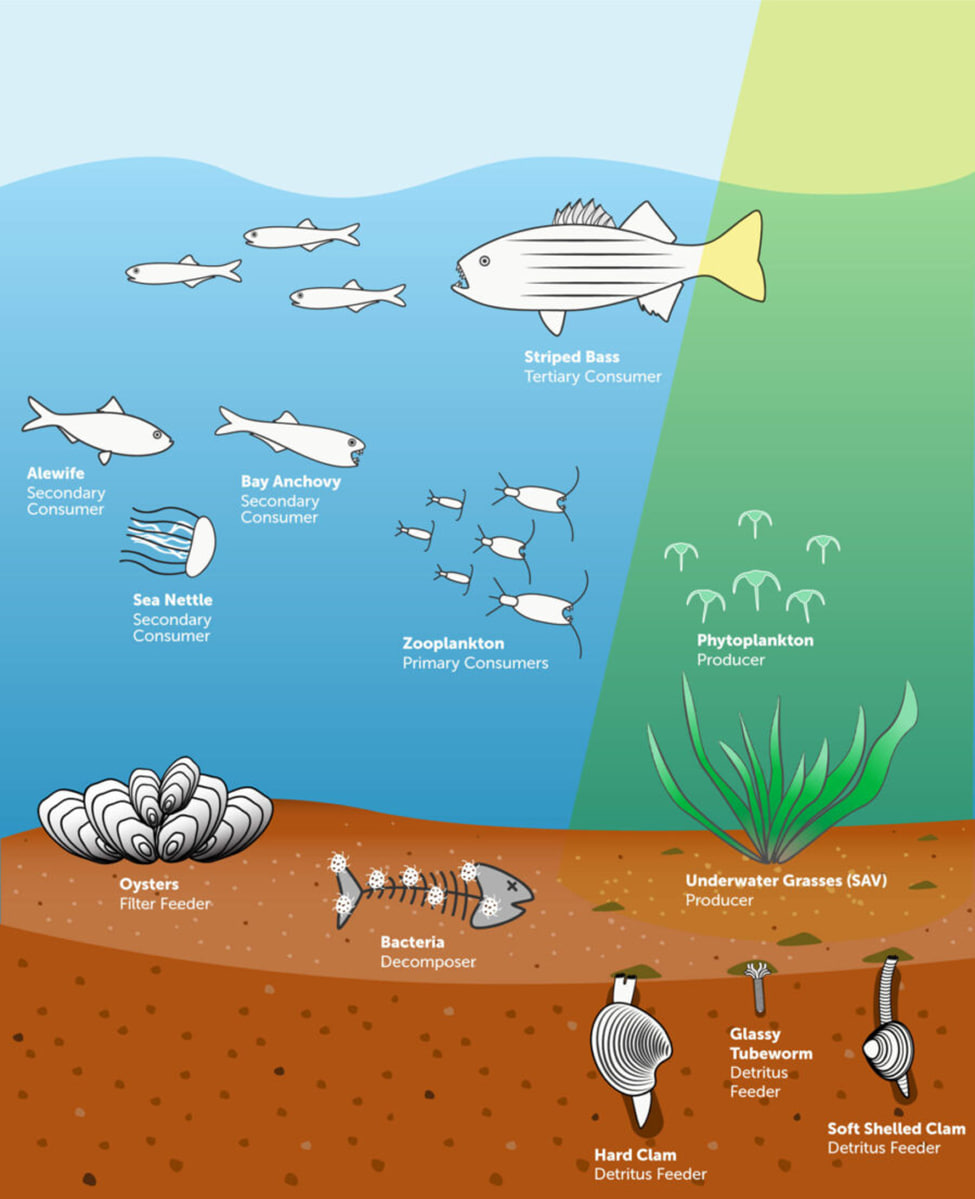 Striped Bass
Tertiary Consumer
Alewife
Secondary
Consumer
Bay Anchovy
Secondary
Consumer
Sea Nettle
Secondary
Consumer
Zooplankton
Primary Consumers
Phytoplankton
Producer
Oysters
Filter Feeder
Underwater Grasses (SAV)
Producer
Bacteria
Decomposer
Glassy
Tubeworm
Detritus
Feeder
Soft Shelled Clam
Detritus Feeder
Hard Clam
Detritus Feeder